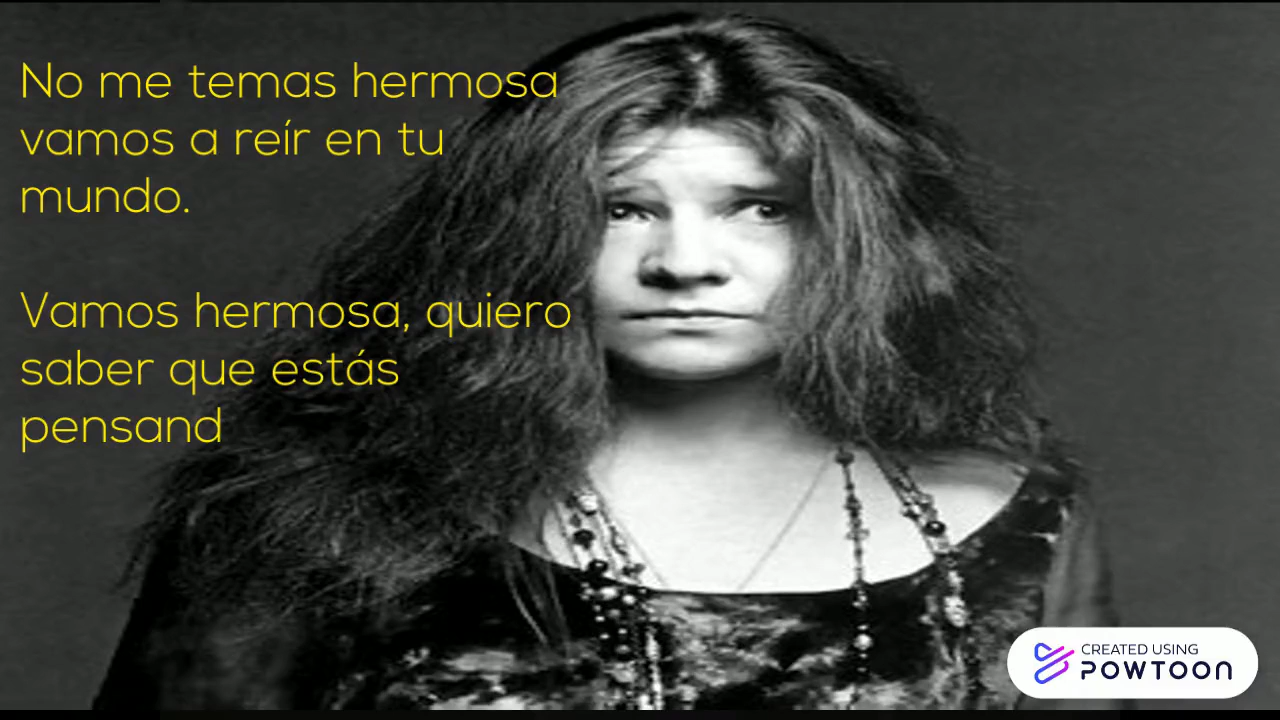 No me temas hermosa
vamos a reír en tu
mundo.
Vamos hermosa, quiero
saber que estás
pensand
CREATED USING
POWTOON